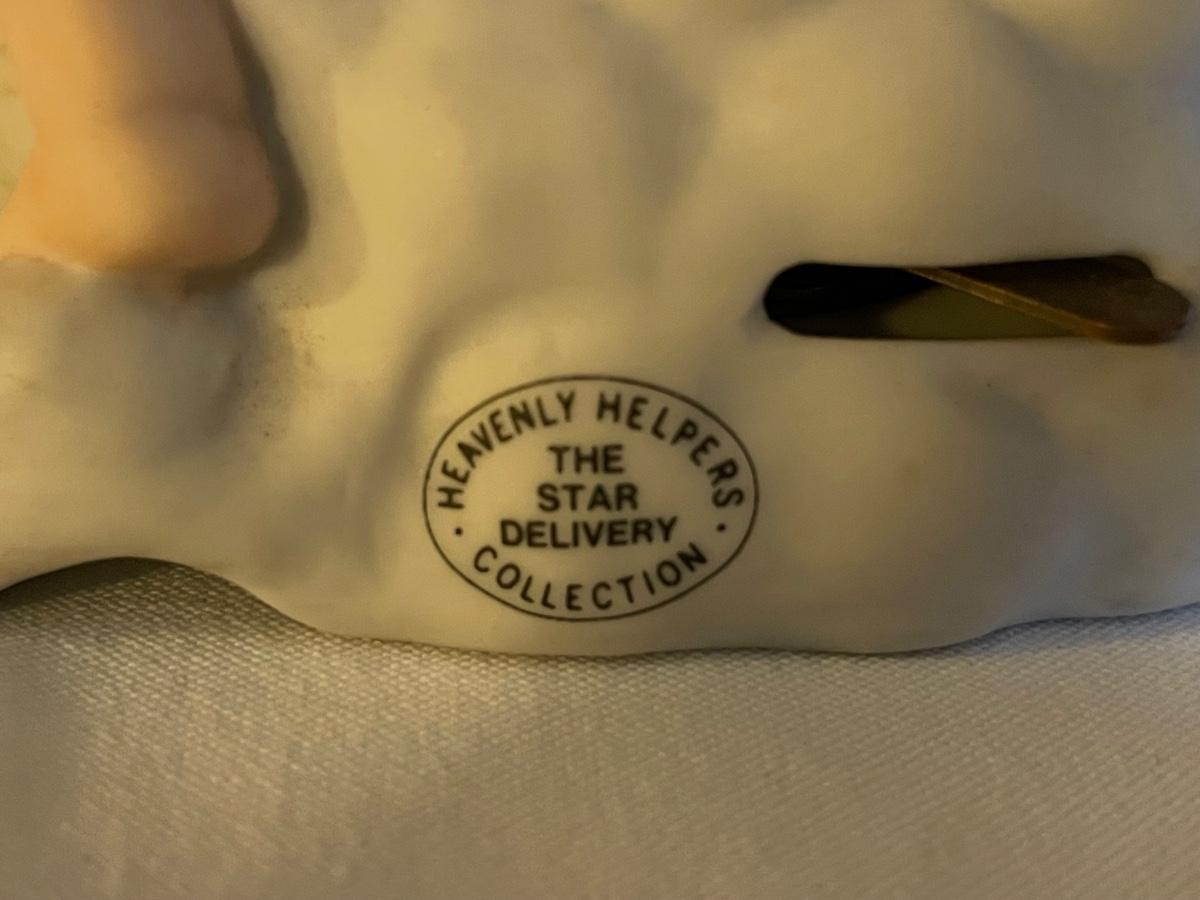 HEAVENLY HELPERS
THE
STAR
DELIVERY
· COLLECTION ·